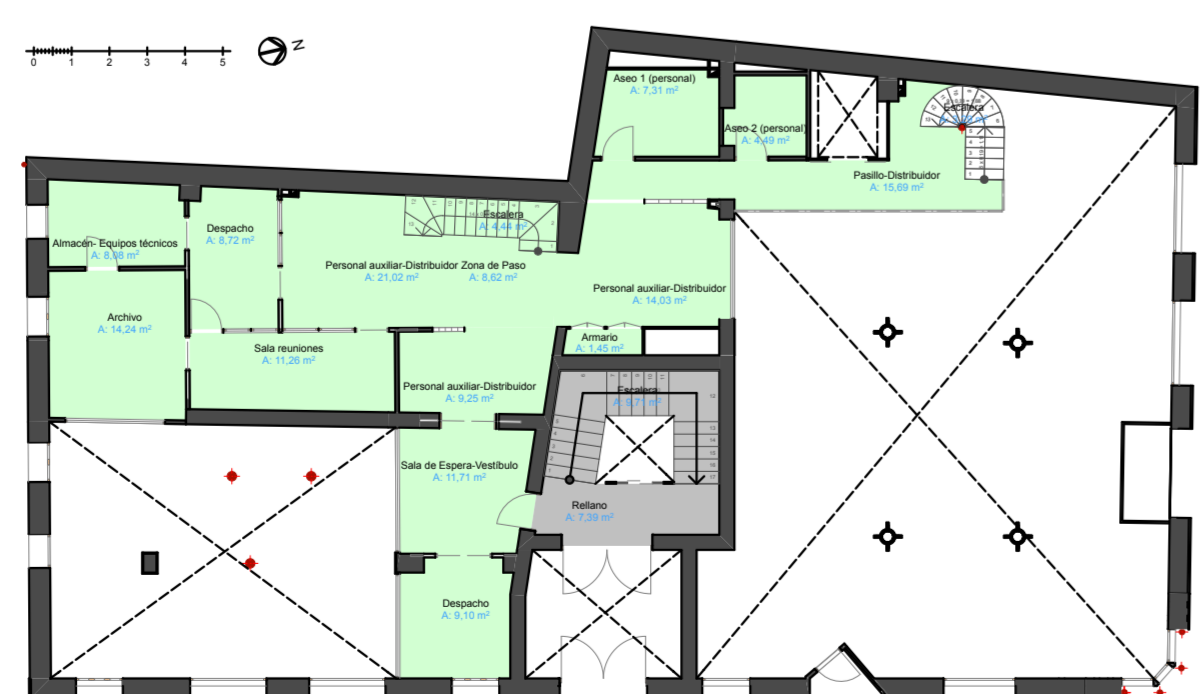 0 1 2 3 4 5
N
Aseo 1 (personal)
A: 7,31 m²
Aseo 2 (personal)
A: 4,49 m²
Escalera
Pasillo-Distribuidor
A: 15,69 m²
Almacén- Equipos técnicos
A: 8,08 m²
Despacho
A: 8,72 m²
Escalera
A: 4,44 m²
Personal auxiliar-Distribuidor Zona de Paso
A: 21,02 m² A: 8,62 m²
Personal auxiliar-Distribuidor
A: 14,03 m²
Archivo
A: 14,24 m²
Sala reuniones
A: 11,26 m²
Armario
A: 1,45 m²
Personal auxiliar-Distribuidor
A: 9,25 m²
Escalera
A: 9,71 m²
Sala de Espera-Vestíbulo
A: 11,71 m²
Rellano
A: 7,39 m²
Despacho
A: 9,10 m²